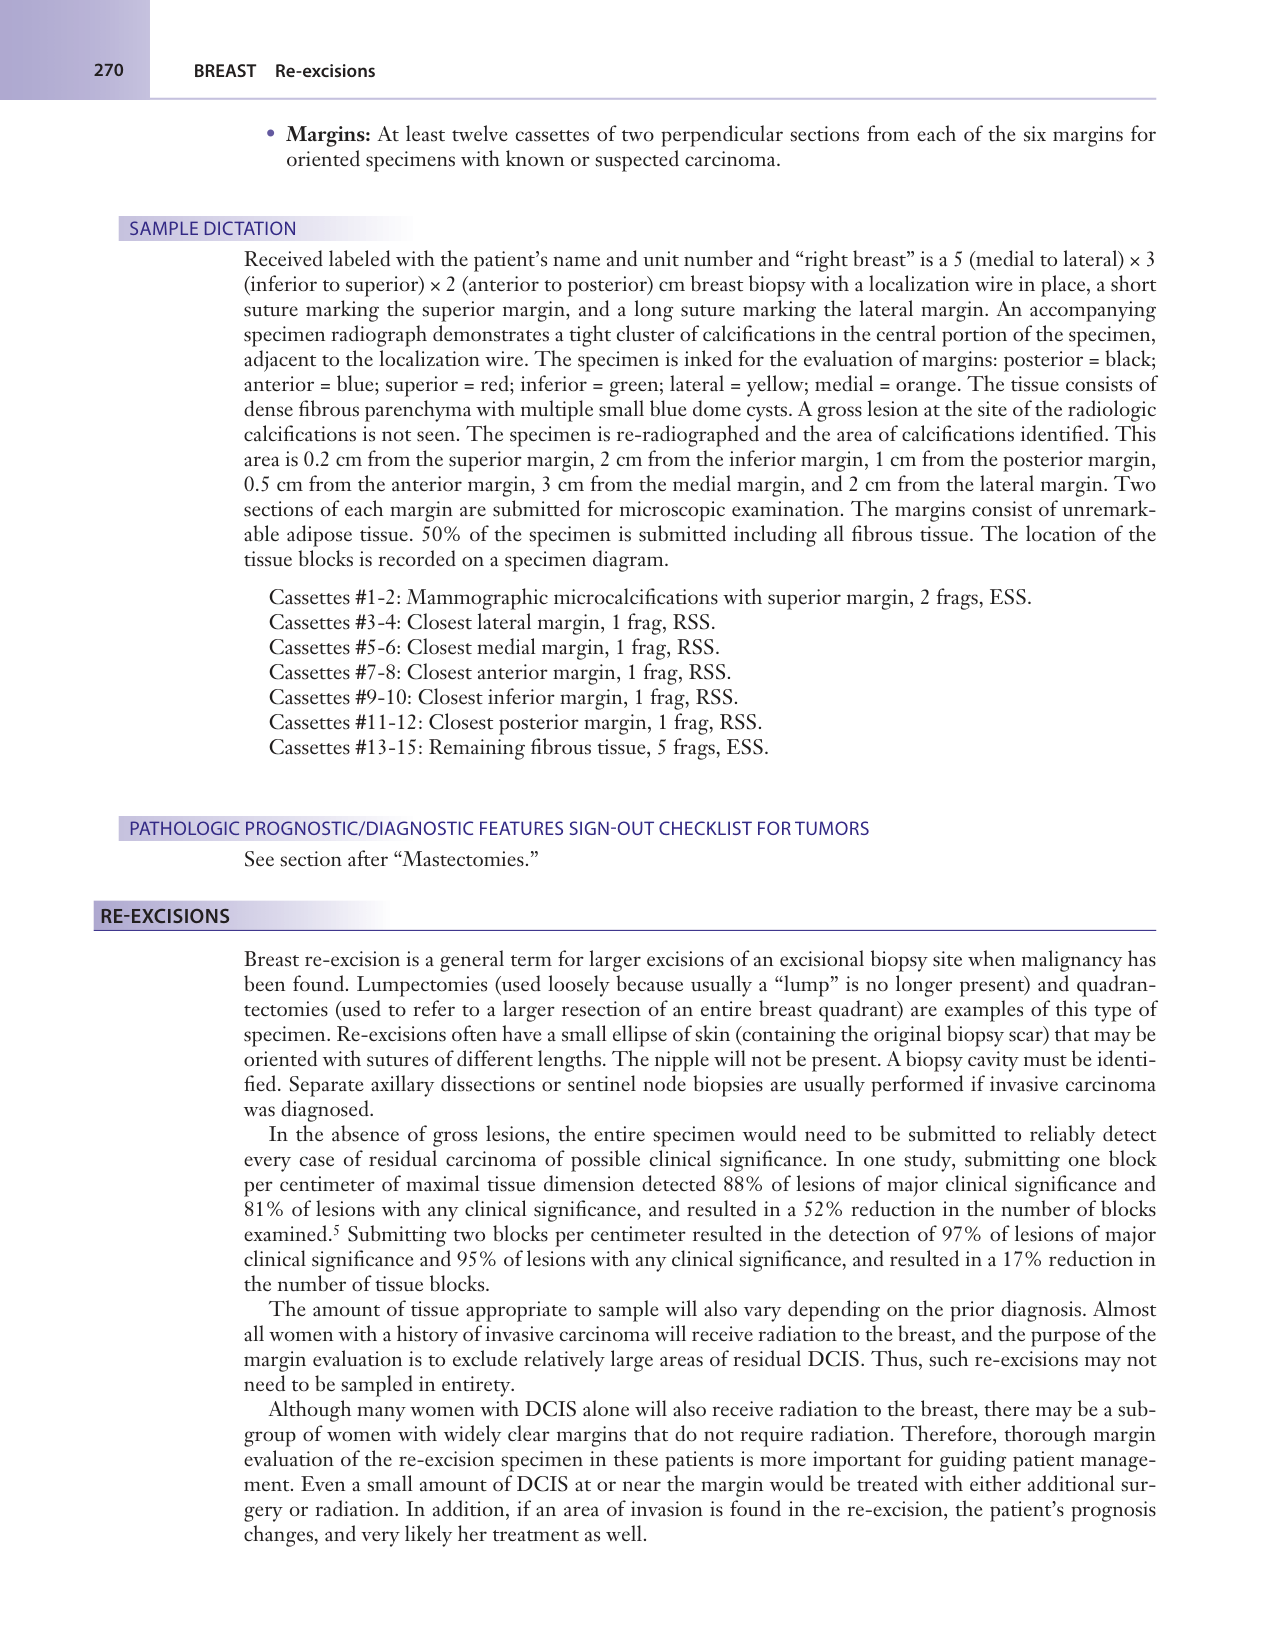 270
BREAST Re-excisions
• Margins: At least twelve cassettes of two perpendicular sections from each of the six margins for
oriented specimens with known or suspected carcinoma.
SAMPLE DICTATION
Received labeled with the patient’s name and unit number and “right breast” is a 5 (medial to lateral) × 3
(inferior to superior) × 2 (anterior to posterior) cm breast biopsy with a localization wire in place, a short
suture marking the superior margin, and a long suture marking the lateral margin. An accompanying
specimen radiograph demonstrates a tight cluster of calcifications in the central portion of the specimen,
adjacent to the localization wire. The specimen is inked for the evaluation of margins: posterior = black;
anterior = blue; superior = red; inferior = green; lateral = yellow; medial = orange. The tissue consists of
dense fibrous parenchyma with multiple small blue dome cysts. A gross lesion at the site of the radiologic
calcifications is not seen. The specimen is re-radiographed and the area of calcifications identified. This
area is 0.2 cm from the superior margin, 2 cm from the inferior margin, 1 cm from the posterior margin,
0.5 cm from the anterior margin, 3 cm from the medial margin, and 2 cm from the lateral margin. Two
sections of each margin are submitted for microscopic examination. The margins consist of unremark-
able adipose tissue. 50% of the specimen is submitted including all fibrous tissue. The location of the
tissue blocks is recorded on a specimen diagram.
Cassettes #1-2: Mammographic microcalcifications with superior margin, 2 frags, ESS.
Cassettes #3-4: Closest lateral margin, 1 frag, RSS.
Cassettes #5-6: Closest medial margin, 1 frag, RSS.
Cassettes #7-8: Closest anterior margin, 1 frag, RSS.
Cassettes #9-10: Closest inferior margin, 1 frag, RSS.
Cassettes #11-12: Closest posterior margin, 1 frag, RSS.
Cassettes #13-15: Remaining fibrous tissue, 5 frags, ESS.
PATHOLOGIC PROGNOSTIC/DIAGNOSTIC FEATURES SIGN-OUT CHECKLIST FOR TUMORS
See section after “Mastectomies.”
RE-EXCISIONS
Breast re-excision is a general term for larger excisions of an excisional biopsy site when malignancy has
been found. Lumpectomies (used loosely because usually a “lump” is no longer present) and quadran-
tectomies (used to refer to a larger resection of an entire breast quadrant) are examples of this type of
specimen. Re-excisions often have a small ellipse of skin (containing the original biopsy scar) that may be
oriented with sutures of different lengths. The nipple will not be present. A biopsy cavity must be identi-
fied. Separate axillary dissections or sentinel node biopsies are usually performed if invasive carcinoma
was diagnosed.
In the absence of gross lesions, the entire specimen would need to be submitted to reliably detect
every case of residual carcinoma of possible clinical significance. In one study, submitting one block
per centimeter of maximal tissue dimension detected 88% of lesions of major clinical significance and
81% of lesions with any clinical significance, and resulted in a 52% reduction in the number of blocks
examined.⁵ Submitting two blocks per centimeter resulted in the detection of 97% of lesions of major
clinical significance and 95% of lesions with any clinical significance, and resulted in a 17% reduction in
the number of tissue blocks.
The amount of tissue appropriate to sample will also vary depending on the prior diagnosis. Almost
all women with a history of invasive carcinoma will receive radiation to the breast, and the purpose of the
margin evaluation is to exclude relatively large areas of residual DCIS. Thus, such re-excisions may not
need to be sampled in entirety.
Although many women with DCIS alone will also receive radiation to the breast, there may be a sub-
group of women with widely clear margins that do not require radiation. Therefore, thorough margin
evaluation of the re-excision specimen in these patients is more important for guiding patient manage-
ment. Even a small amount of DCIS at or near the margin would be treated with either additional sur-
gery or radiation. In addition, if an area of invasion is found in the re-excision, the patient’s prognosis
changes, and very likely her treatment as well.